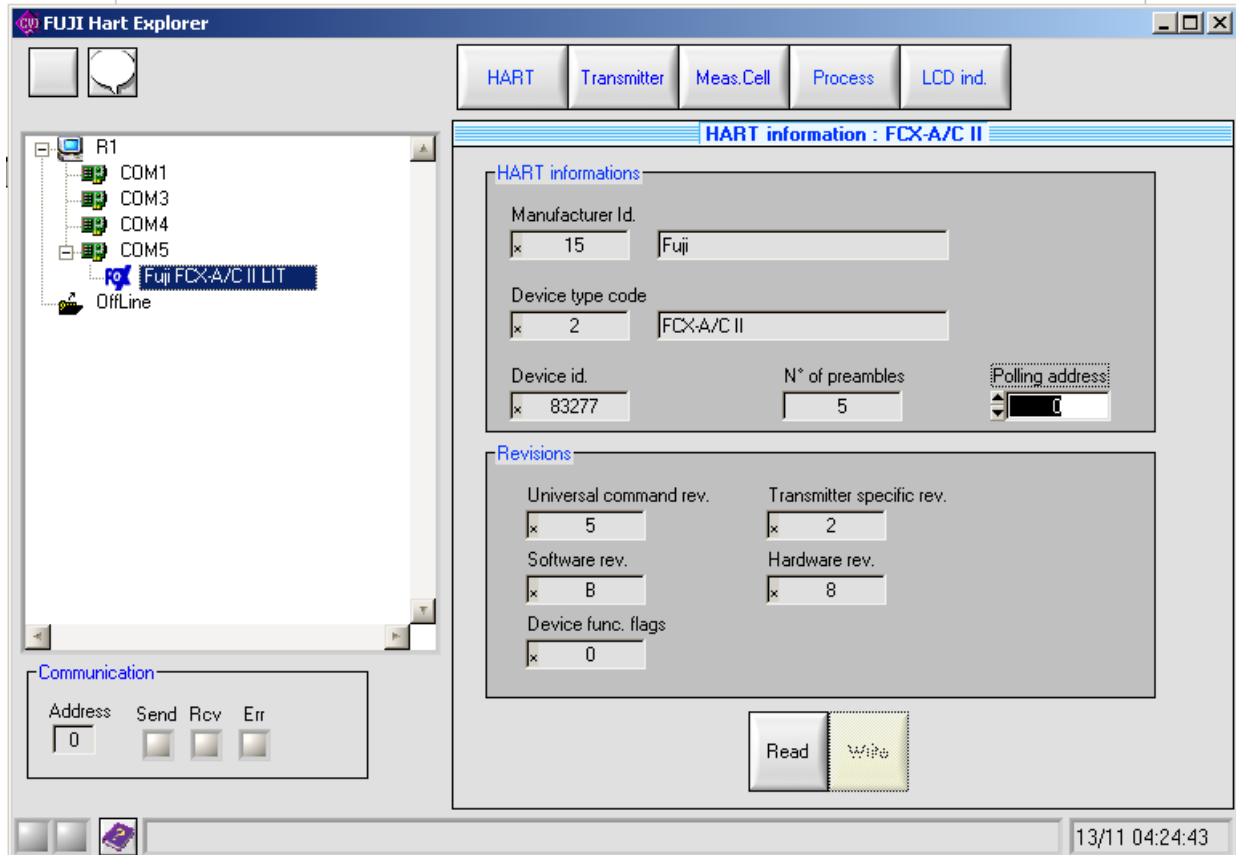 FUJI Hart Explorer
HART Transmitter Meas.Cell Process LCD ind.
R1
COM1
COM3
COM4
COM5
Fuji FCX-A/C II LIT
OffLine
Communication
Address Send Rcv Err
0
HART information : FCX-A/C II
HART informations
Manufacturer Id.
x 15 Fuji
Device type code
x 2 FCX-A/C II
Device id. N° of preambles Polling address
x 83277 5 0
Revisions
Universal command rev. Transmitter specific rev.
x 5 x 2
Software rev. Hardware rev.
x B x 8
Device func. flags
x 0
Read Write
13/11 04:24:43